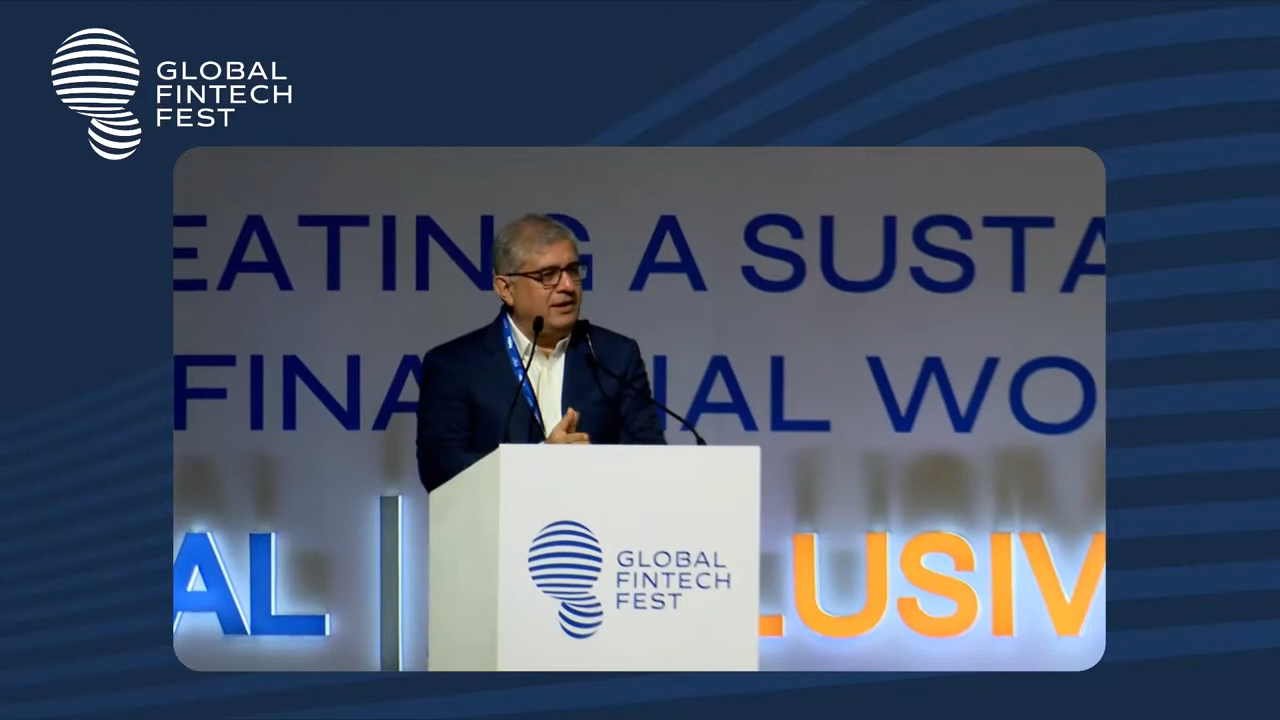 GLOBAL
FINTECH
FEST
EATING A SUSTA
FINA IAL WO
AL
LUSIV
GLOBAL
FINTECH
FEST